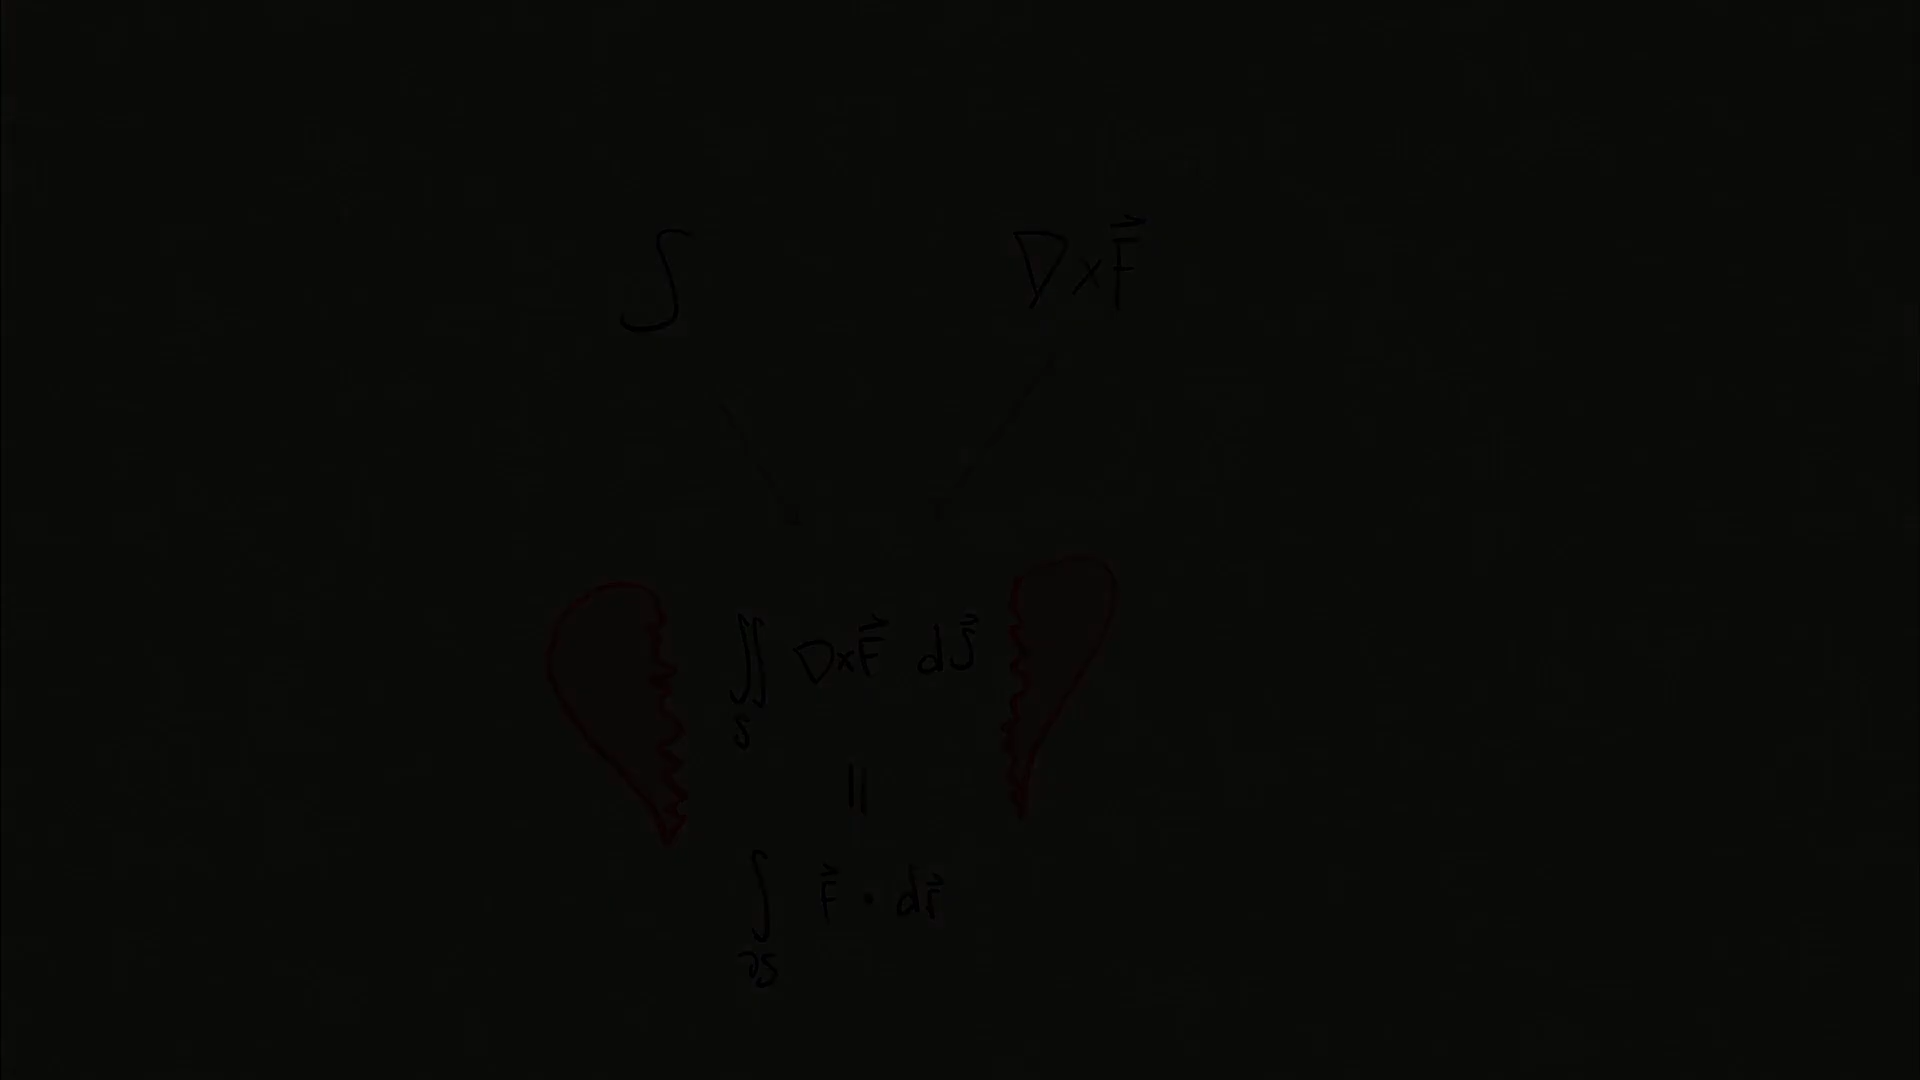 ∫ ∇×F⃗
∬ ∇×F⃗ dS⃗
S
=
∫ F⃗ · dr⃗
∂S